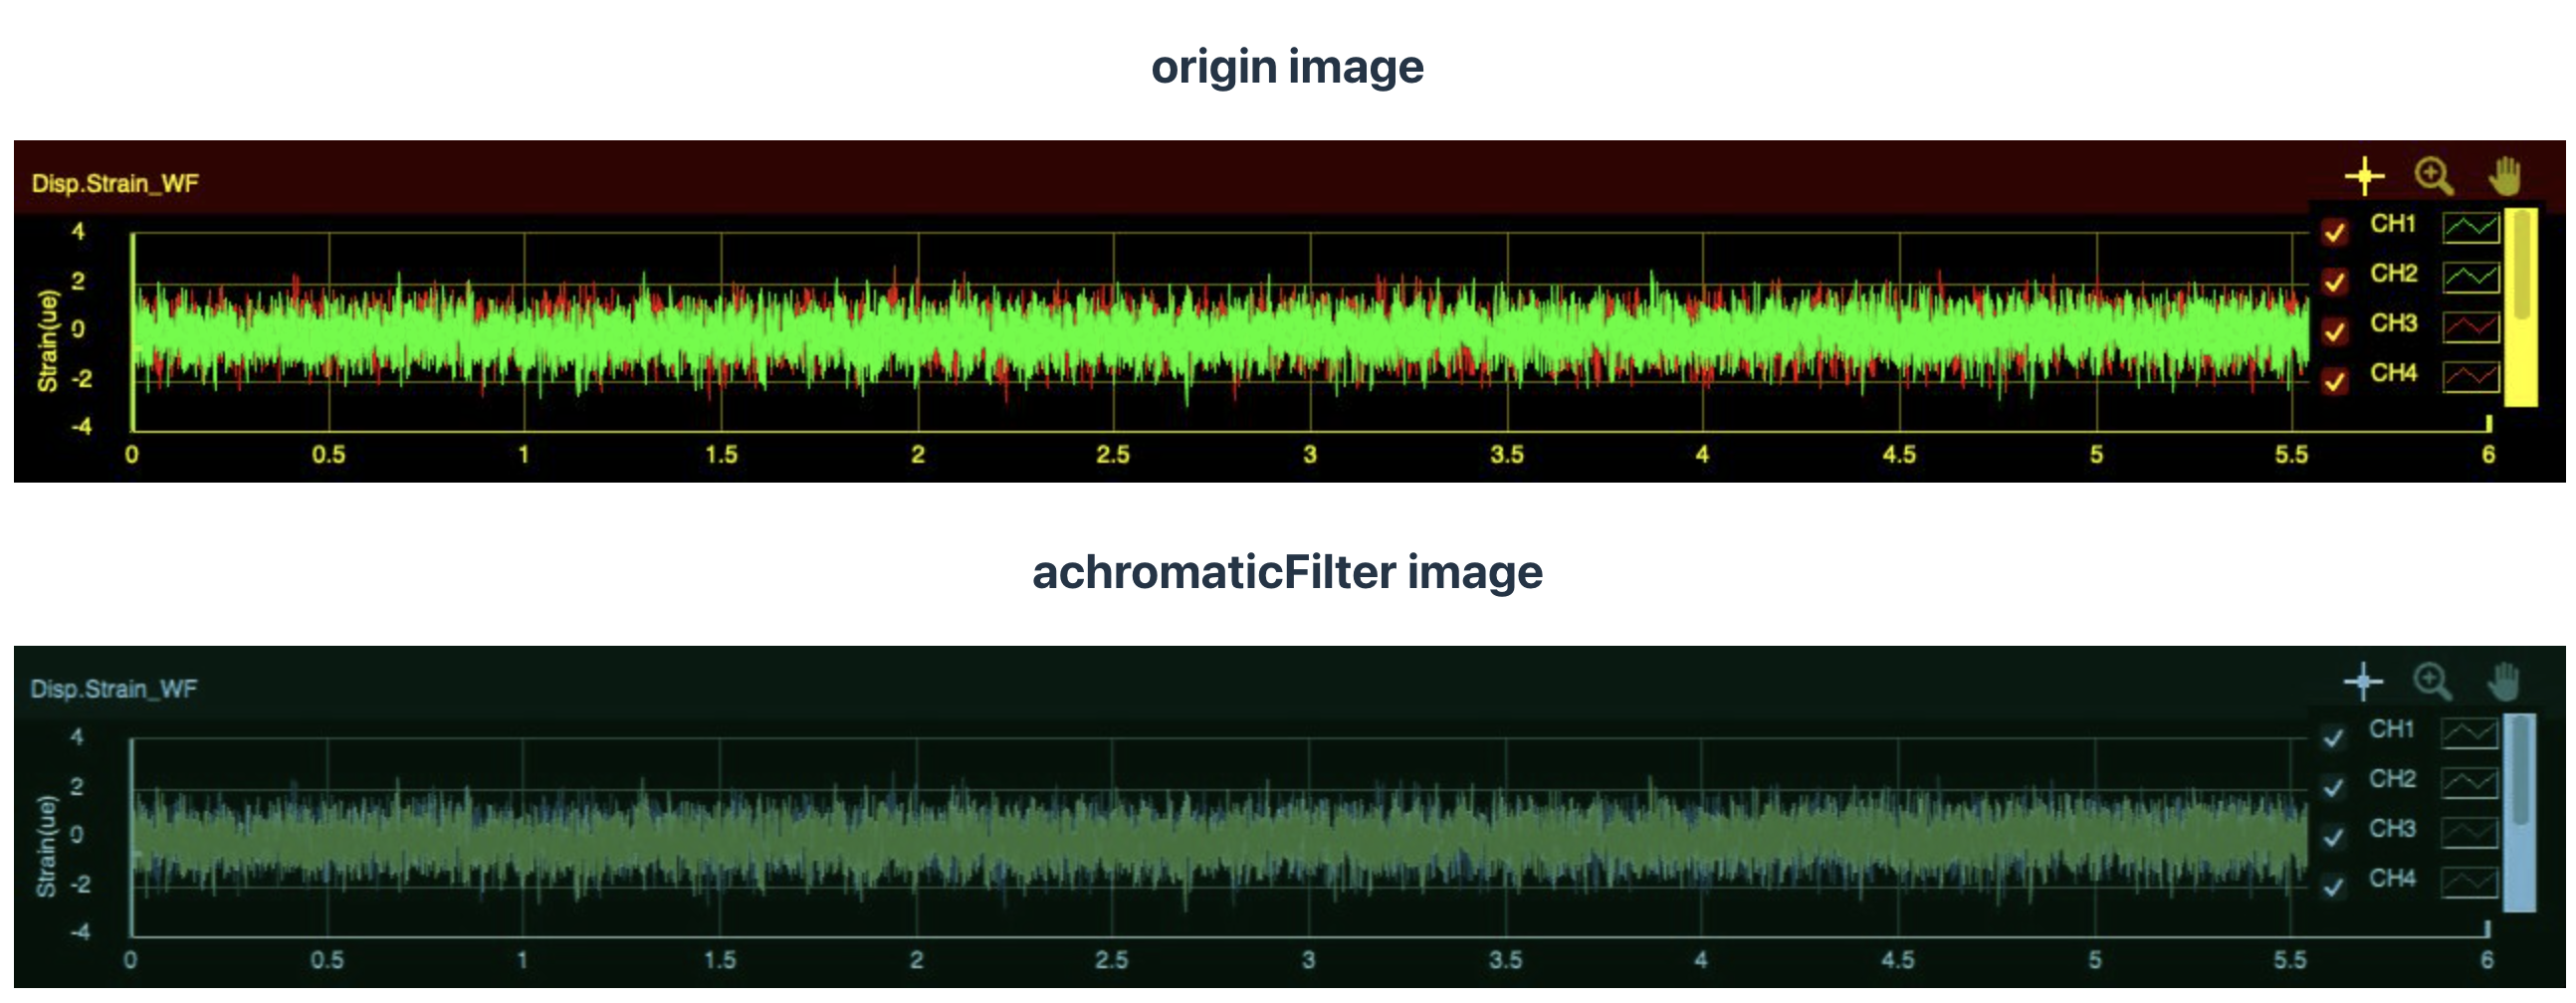 origin image
Disp.Strain_WF
4
2
0
-2
-4
Strain(ue)
0 0.5 1 1.5 2 2.5 3 3.5 4 4.5 5 5.5 6
CH1
CH2
CH3
CH4
achromaticFilter image
Disp.Strain_WF
4
2
0
-2
-4
Strain(ue)
0 0.5 1 1.5 2 2.5 3 3.5 4 4.5 5 5.5 6
CH1
CH2
CH3
CH4